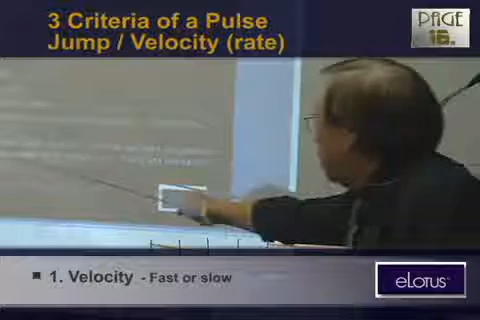 3 Criteria of a Pulse
Jump / Velocity (rate)
PAGE
16.
1. Velocity - Fast or slow
eLotus